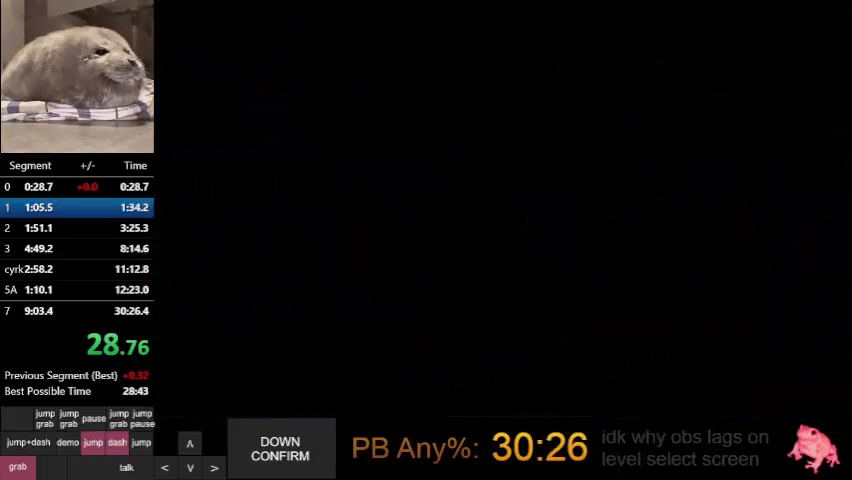 Segment +/- Time
0 0:28.7 +0.0 0:28.7
1 1:05.5 1:34.2
2 1:51.1 3:25.3
3 4:49.2 8:14.6
cyrk 2:58.2 11:12.8
5A 1:10.1 12:23.0
7 9:03.4 30:26.4
28.76
Previous Segment (Best) +0.32
Best Possible Time 28:43
jump grab
jump grab
pause
jump grab
jump pause
jump+dash demo jump dash jump ʌ
grab talk < v >
DOWN
CONFIRM
PB Any%: 30:26
idk why obs lags on
level select screen